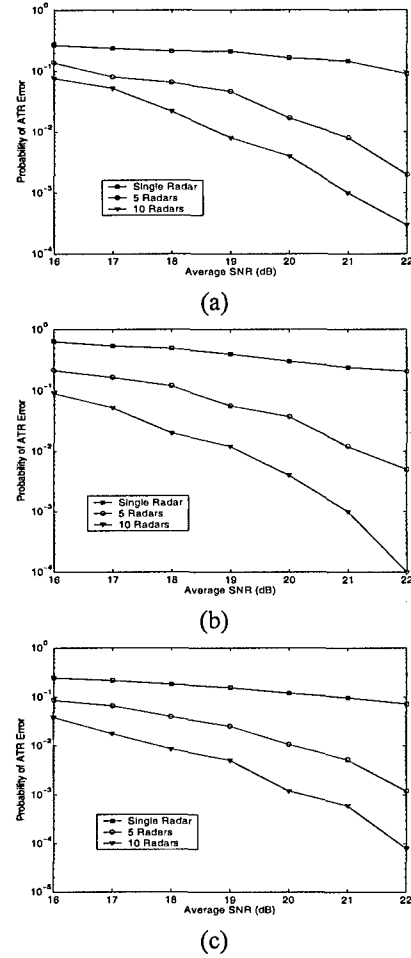 10⁰
10⁻¹
10⁻²
10⁻³
10⁻⁴
Probability of ATR Error
Single Radar
5 Radars
10 Radars
16 17 18 19 20 21 22
Average SNR (dB)
(a)
10⁰
10⁻¹
10⁻²
10⁻³
10⁻⁴
Probability of ATR Error
Single Radar
5 Radars
10 Radars
16 17 18 19 20 21 22
Average SNR (dB)
(b)
10⁰
10⁻¹
10⁻²
10⁻³
10⁻⁴
10⁻⁵
Probability of ATR Error
Single Radar
5 Radars
10 Radars
16 17 18 19 20 21 22
Average SNR (dB)
(c)